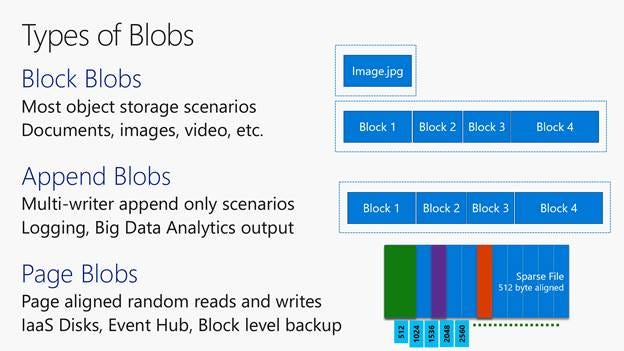 Types of Blobs
Block Blobs
Most object storage scenarios
Documents, images, video, etc.
Image.jpg
Block 1 Block 2 Block 3 Block 4
Append Blobs
Multi-writer append only scenarios
Logging, Big Data Analytics output
Block 1 Block 2 Block 3 Block 4
Page Blobs
Page aligned random reads and writes
IaaS Disks, Event Hub, Block level backup
Sparse File
512 byte aligned
512 1024 1536 2048 2560